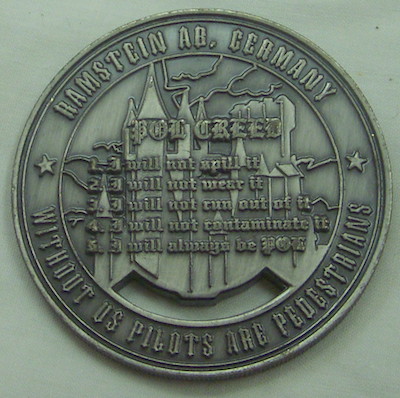 RAMSTEIN AB, GERMANY
POL CREED
1. I will not spill it
2. I will not wear it
3. I will not run out of it
4. I will not contaminate it
5. I will always be POL
WITHOUT US PILOTS ARE PEDESTRIANS